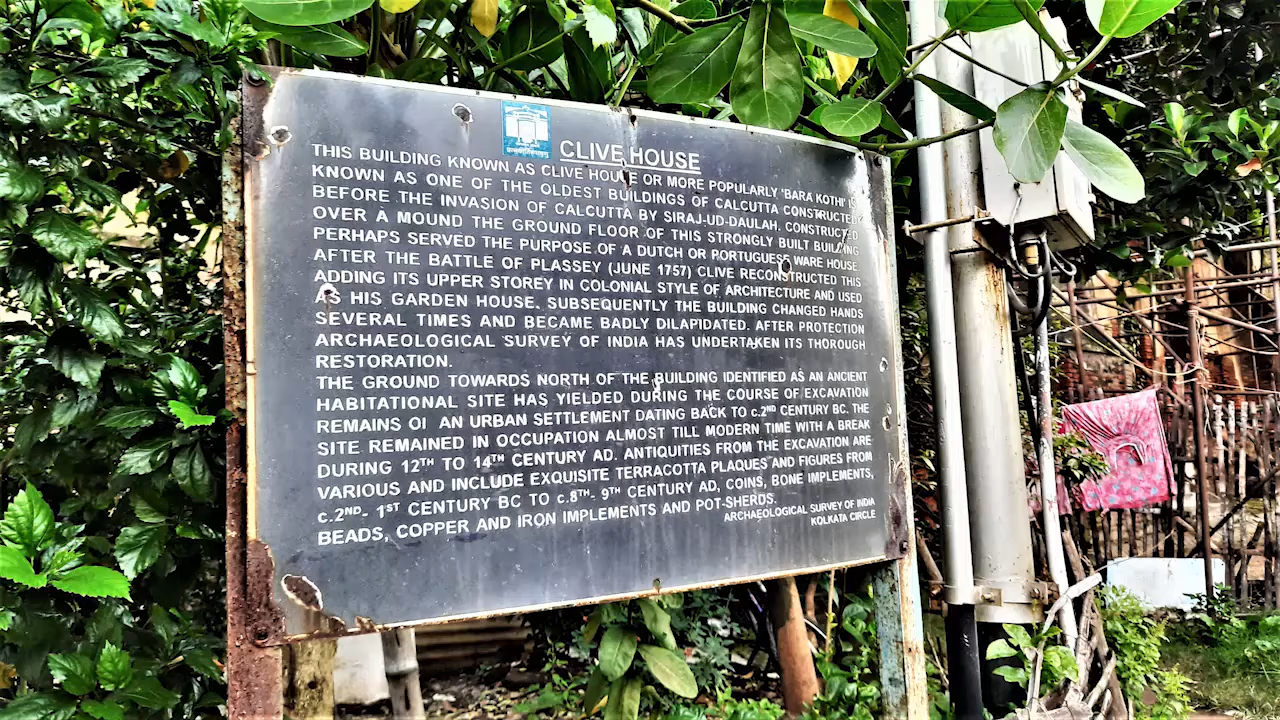 CLIVE HOUSE
THIS BUILDING KNOWN AS CLIVE HOUSE OR MORE POPULARLY 'BARA KOTHI' IS
KNOWN AS ONE OF THE OLDEST BUILDINGS OF CALCUTTA CONSTRUCTED
BEFORE THE INVASION OF CALCUTTA BY SIRAJ-UD-DAULAH. CONSTRUCTED
OVER A MOUND THE GROUND FLOOR OF THIS STRONGLY BUILT BUILDING
PERHAPS SERVED THE PURPOSE OF A DUTCH OR PORTUGUESE WARE HOUSE.
AFTER THE BATTLE OF PLASSEY (JUNE 1757) CLIVE RECONSTRUCTED THIS
ADDING ITS UPPER STOREY IN COLONIAL STYLE OF ARCHITECTURE AND USED
AS HIS GARDEN HOUSE. SUBSEQUENTLY THE BUILDING CHANGED HANDS
SEVERAL TIMES AND BECAME BADLY DILAPIDATED. AFTER PROTECTION
ARCHAEOLOGICAL SURVEY OF INDIA HAS UNDERTAKEN ITS THOROUGH
RESTORATION.
THE GROUND TOWARDS NORTH OF THE BUILDING IDENTIFIED AS AN ANCIENT
HABITATIONAL SITE HAS YIELDED DURING THE COURSE OF EXCAVATION
REMAINS OF AN URBAN SETTLEMENT DATING BACK TO c.2ND CENTURY BC. THE
SITE REMAINED IN OCCUPATION ALMOST TILL MODERN TIME WITH A BREAK
DURING 12TH TO 14TH CENTURY AD. ANTIQUITIES FROM THE EXCAVATION ARE
VARIOUS AND INCLUDE EXQUISITE TERRACOTTA PLAQUES AND FIGURES FROM
c.2ND- 1ST CENTURY BC TO c.8TH- 9TH CENTURY AD, COINS, BONE IMPLEMENTS,
BEADS, COPPER AND IRON IMPLEMENTS AND POT-SHERDS.
ARCHAEOLOGICAL SURVEY OF INDIA
KOLKATA CIRCLE